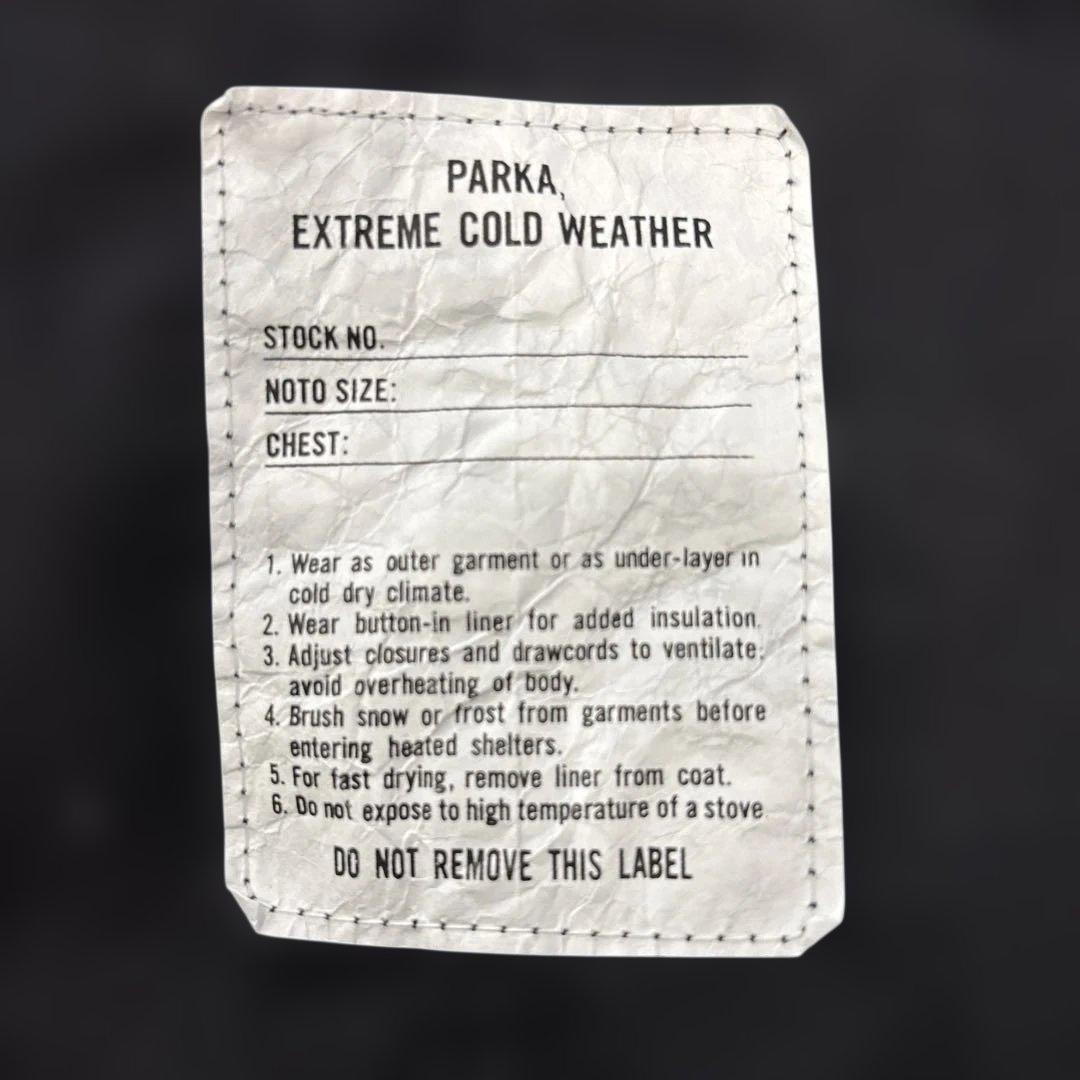 PARKA,
EXTREME COLD WEATHER
STOCK NO.
NOTO SIZE:
CHEST:
1. Wear as outer garment or as under-layer in
cold dry climate.
2. Wear button-in liner for added insulation.
3. Adjust closures and drawcords to ventilate;
avoid overheating of body.
4. Brush snow or frost from garments before
entering heated shelters.
5. For fast drying, remove liner from coat.
6. Do not expose to high temperature of a stove
DO NOT REMOVE THIS LABEL